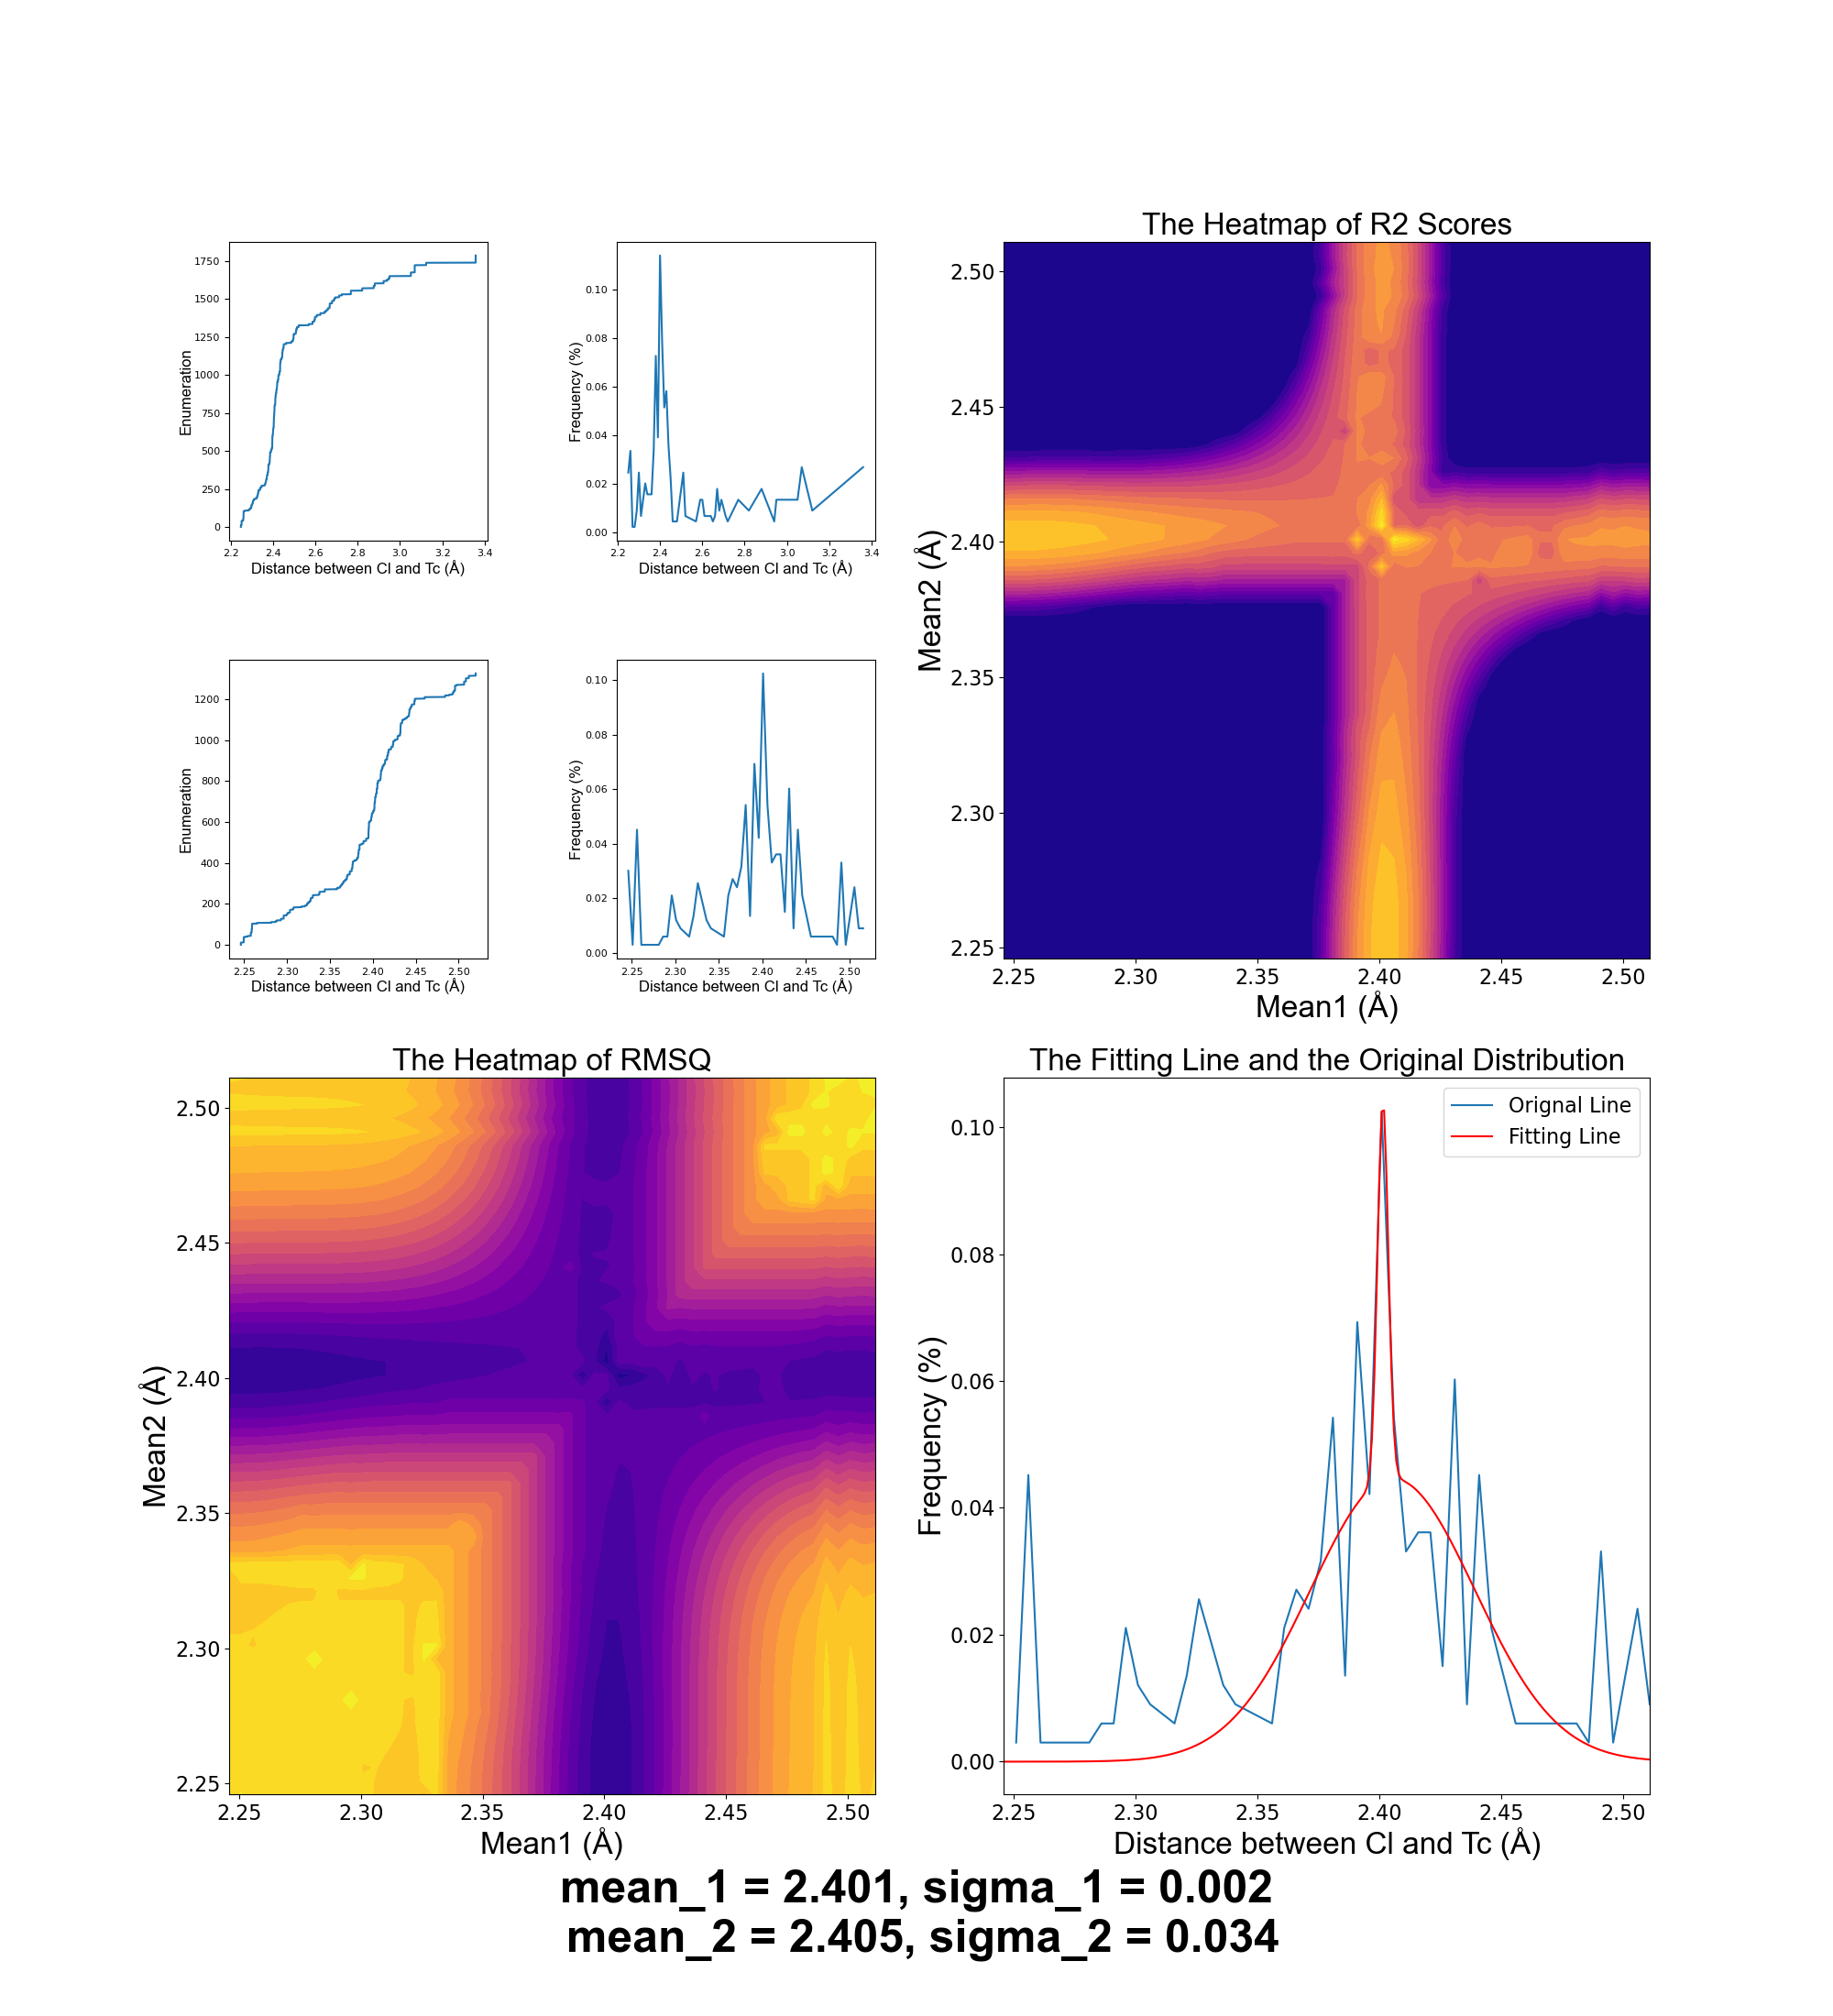 The Heatmap of R2 Scores
1750
1500
1250
1000
750
500
250
0
Enumeration
2.2 2.4 2.6 2.8 3.0 3.2 3.4
Distance between Cl and Tc (Å)
0.10
0.08
0.06
0.04
0.02
0.00
Frequency (%)
2.2 2.4 2.6 2.8 3.0 3.2 3.4
Distance between Cl and Tc (Å)
2.50
2.45
2.40
2.35
2.30
2.25
Mean2 (Å)
2.25 2.30 2.35 2.40 2.45 2.50
Mean1 (Å)
1200
1000
800
600
400
200
0
Enumeration
2.25 2.30 2.35 2.40 2.45 2.50
Distance between Cl and Tc (Å)
0.10
0.08
0.06
0.04
0.02
0.00
Frequency (%)
2.25 2.30 2.35 2.40 2.45 2.50
Distance between Cl and Tc (Å)
The Heatmap of RMSQ
2.50
2.45
2.40
2.35
2.30
2.25
Mean2 (Å)
2.25 2.30 2.35 2.40 2.45 2.50
Mean1 (Å)
The Fitting Line and the Original Distribution
Orignal Line
Fitting Line
0.10
0.08
0.06
0.04
0.02
0.00
Frequency (%)
2.25 2.30 2.35 2.40 2.45 2.50
Distance between Cl and Tc (Å)
mean_1 = 2.401, sigma_1 = 0.002
mean_2 = 2.405, sigma_2 = 0.034